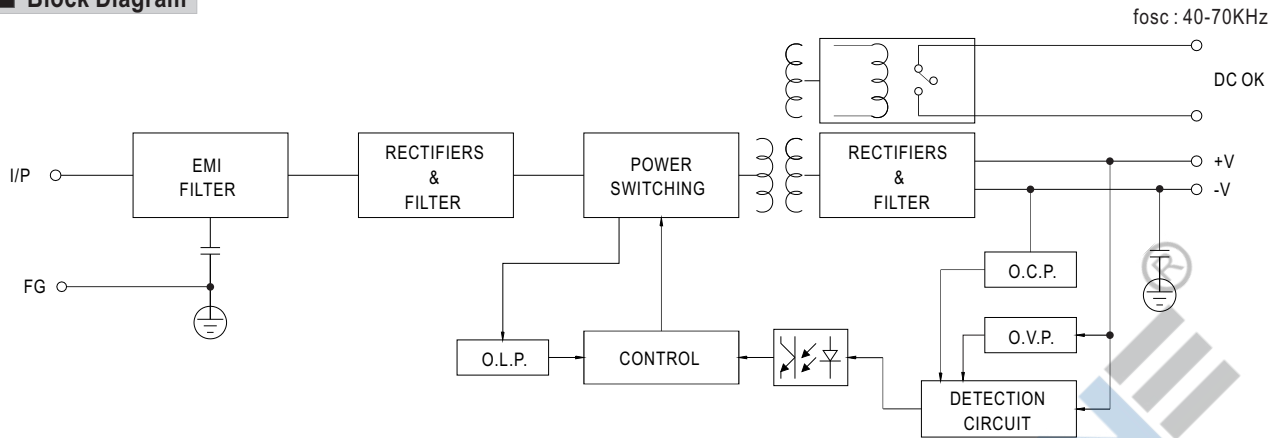 Block Diagram
fosc : 40-70KHz
DC OK
I/P
EMI
FILTER
RECTIFIERS
&
FILTER
POWER
SWITCHING
RECTIFIERS
&
FILTER
+V
-V
FG
O.C.P.
®
O.V.P.
O.L.P.
CONTROL
DETECTION
CIRCUIT